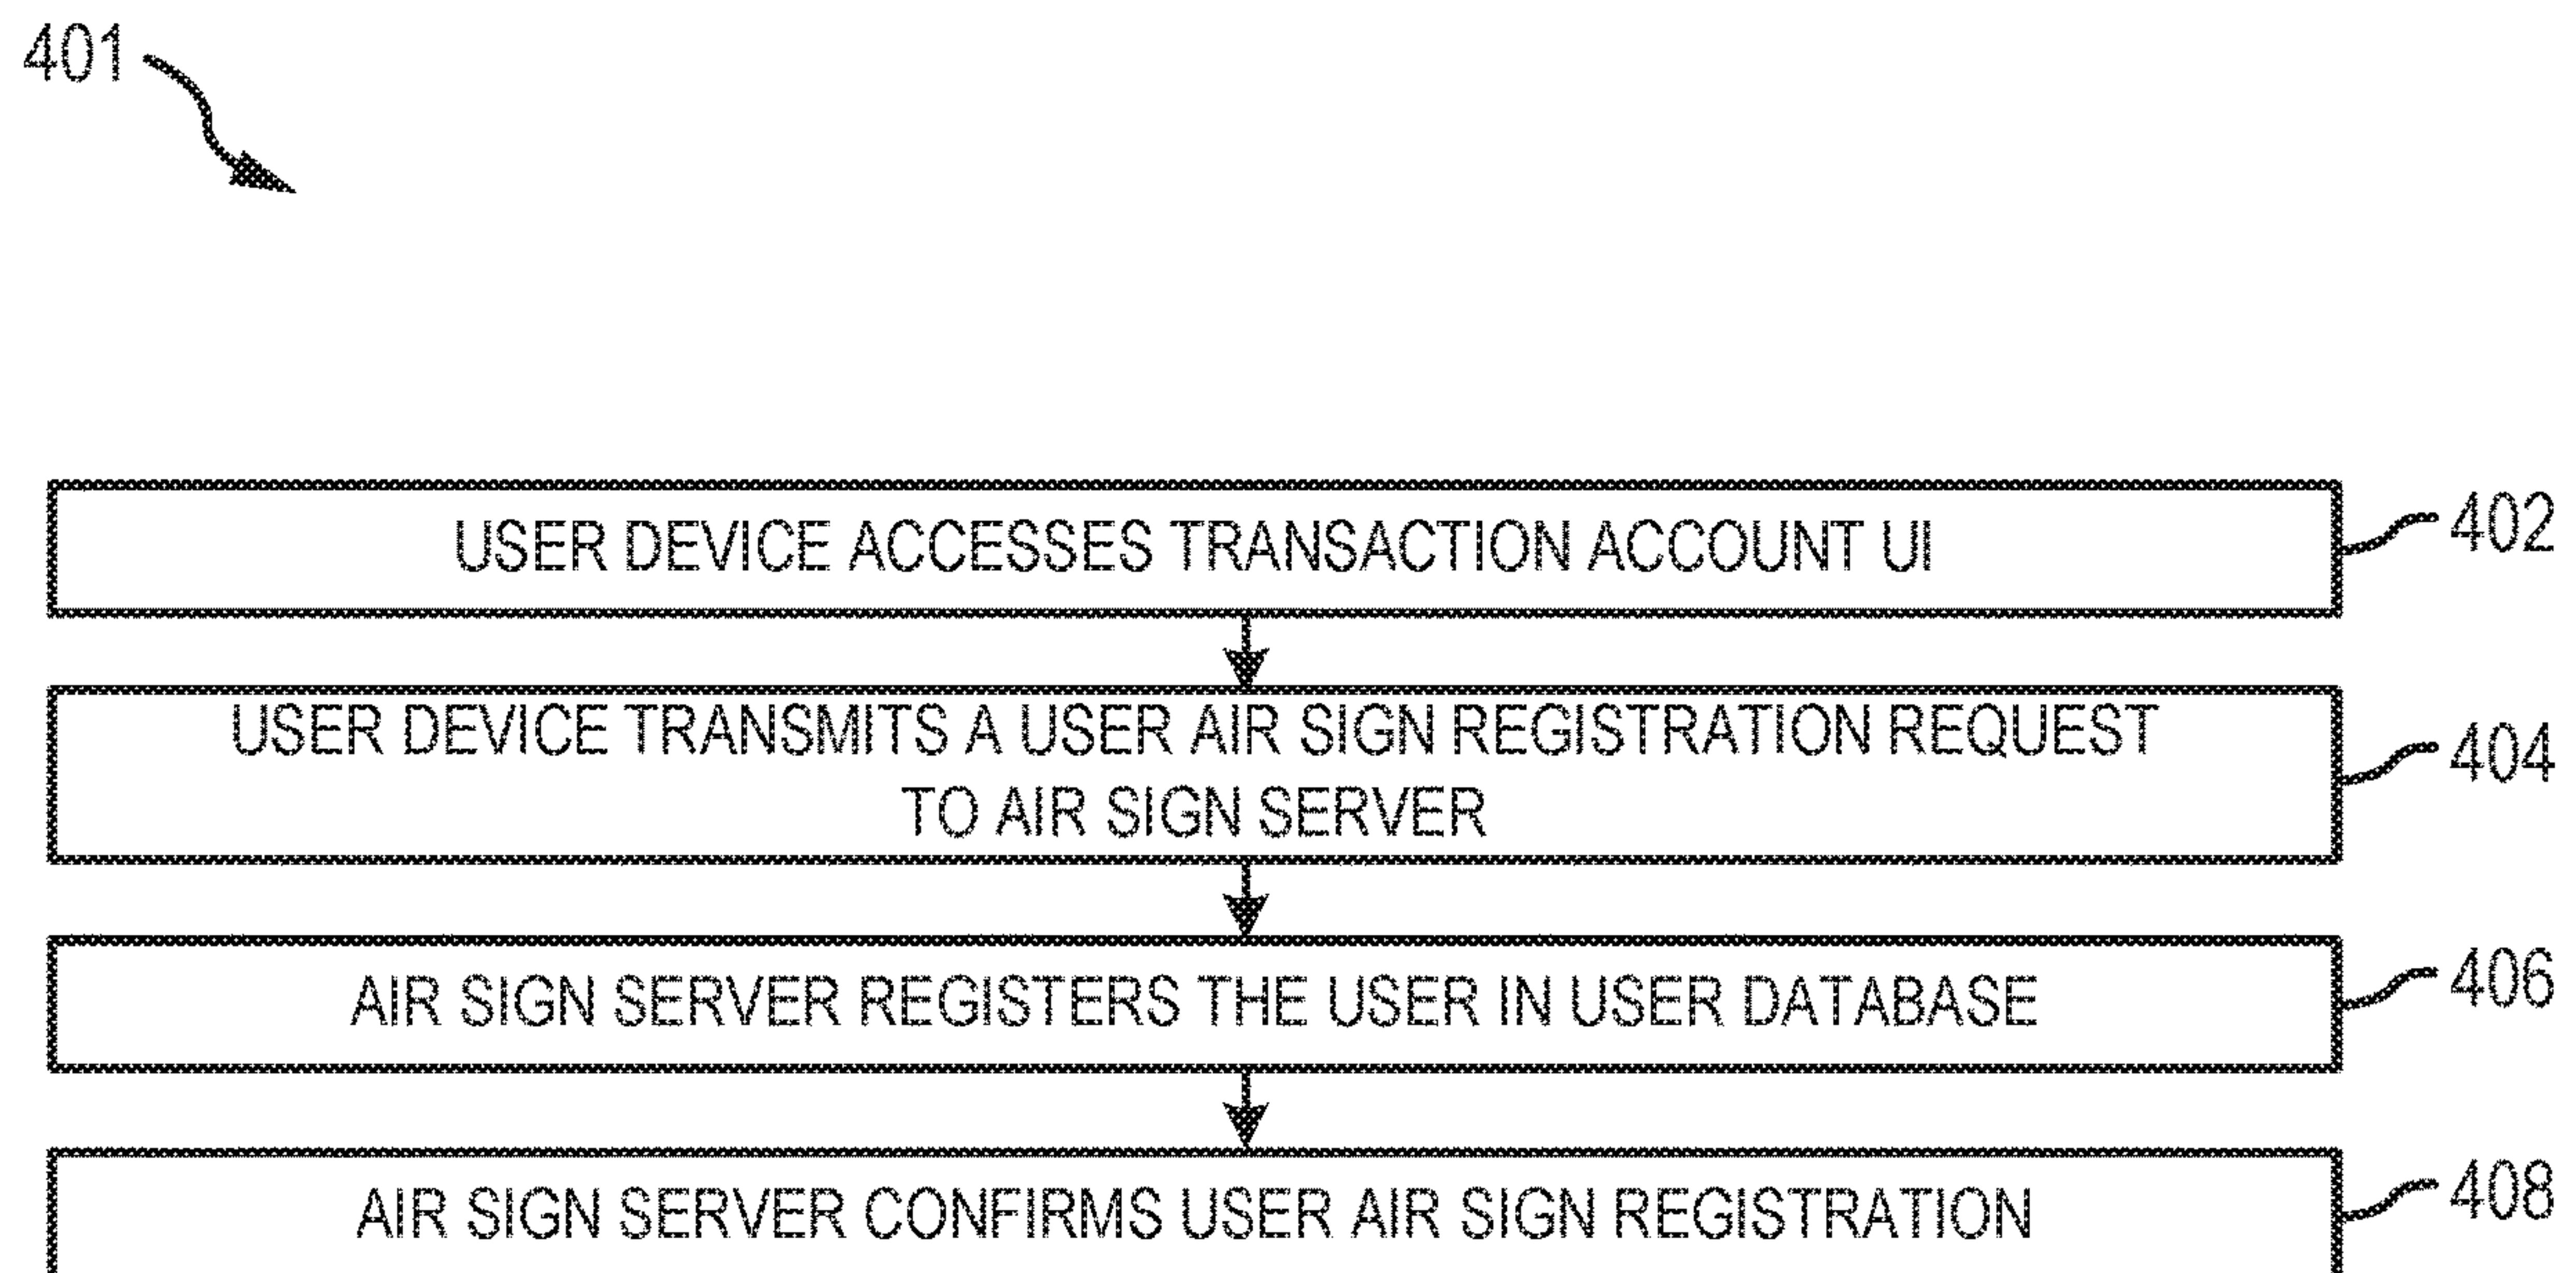 401
USER DEVICE ACCESSES TRANSACTION ACCOUNT UI
402
USER DEVICE TRANSMITS A USER AIR SIGN REGISTRATION REQUEST
TO AIR SIGN SERVER
404
AIR SIGN SERVER REGISTERS THE USER IN USER DATABASE
406
AIR SIGN SERVER CONFIRMS USER AIR SIGN REGISTRATION
408